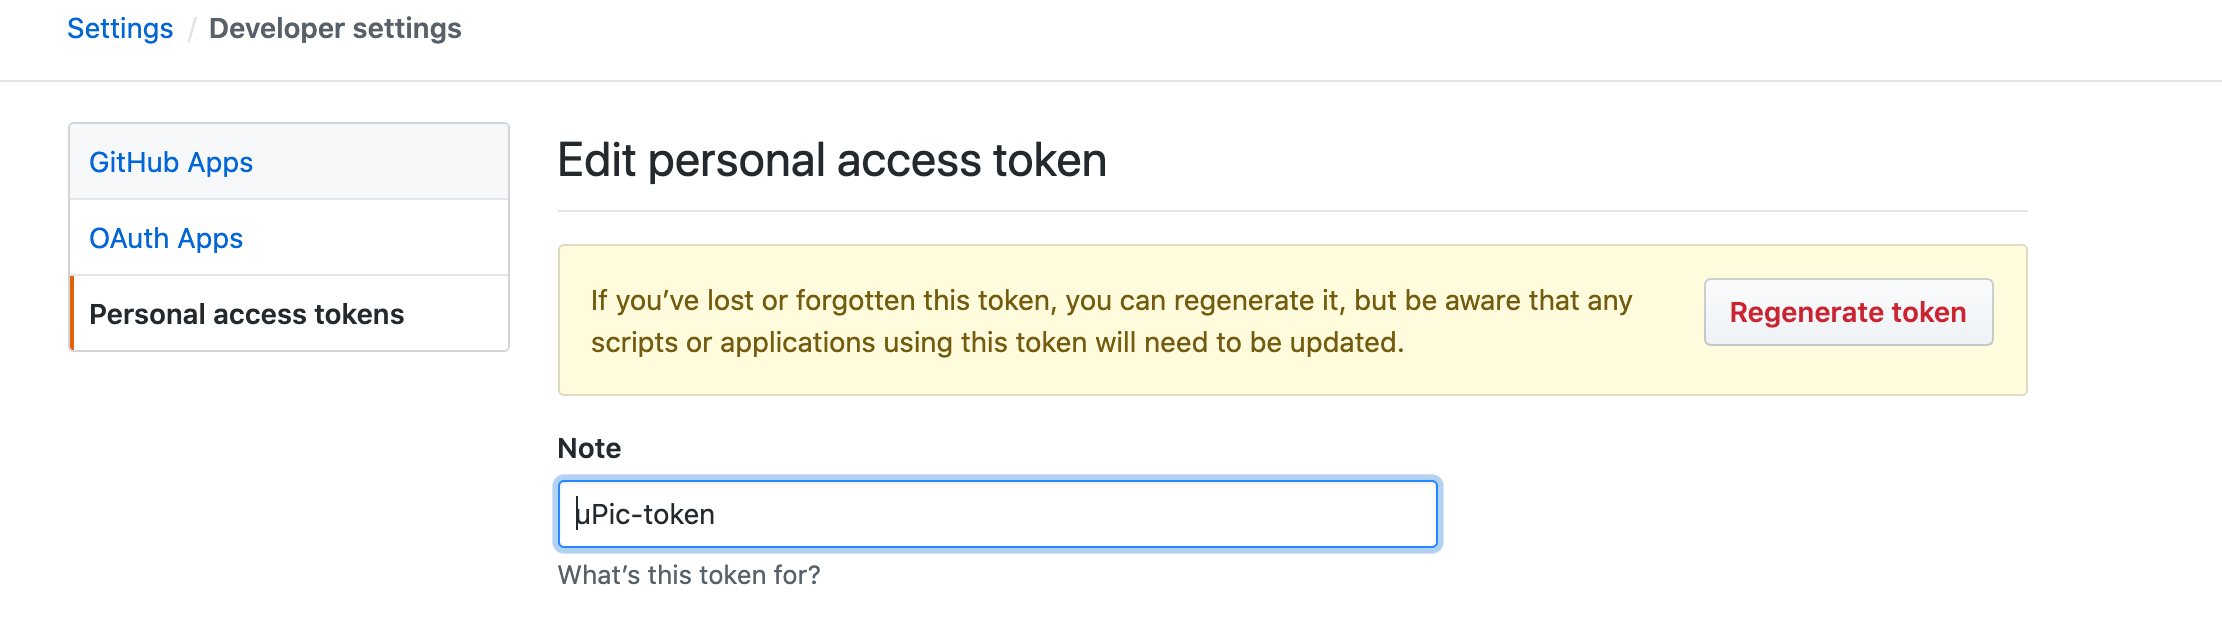 Settings / Developer settings
GitHub Apps
OAuth Apps
Personal access tokens
Edit personal access token
If you’ve lost or forgotten this token, you can regenerate it, but be aware that any
scripts or applications using this token will need to be updated.
Regenerate token
Note
uPic-token
What’s this token for?